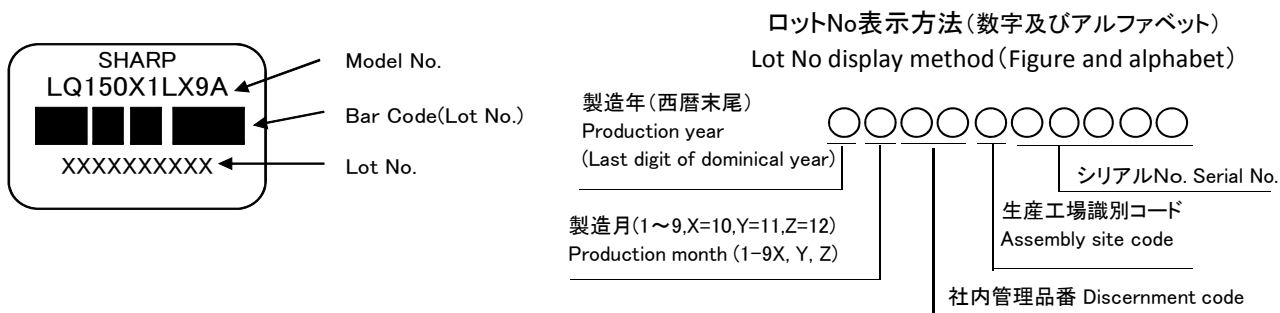 SHARP
LQ150X1LX9A
XXXXXXXXXX
Model No.
Bar Code(Lot No.)
Lot No.
ロットNo表示方法(数字及びアルファベット)
Lot No display method(Figure and alphabet)
製造年(西暦末尾)
Production year
(Last digit of dominical year)
シリアルNo. Serial No.
製造月(1～9,X=10,Y=11,Z=12)
Production month (1-9X, Y, Z)
生産工場識別コード
Assembly site code
社内管理品番 Discernment code